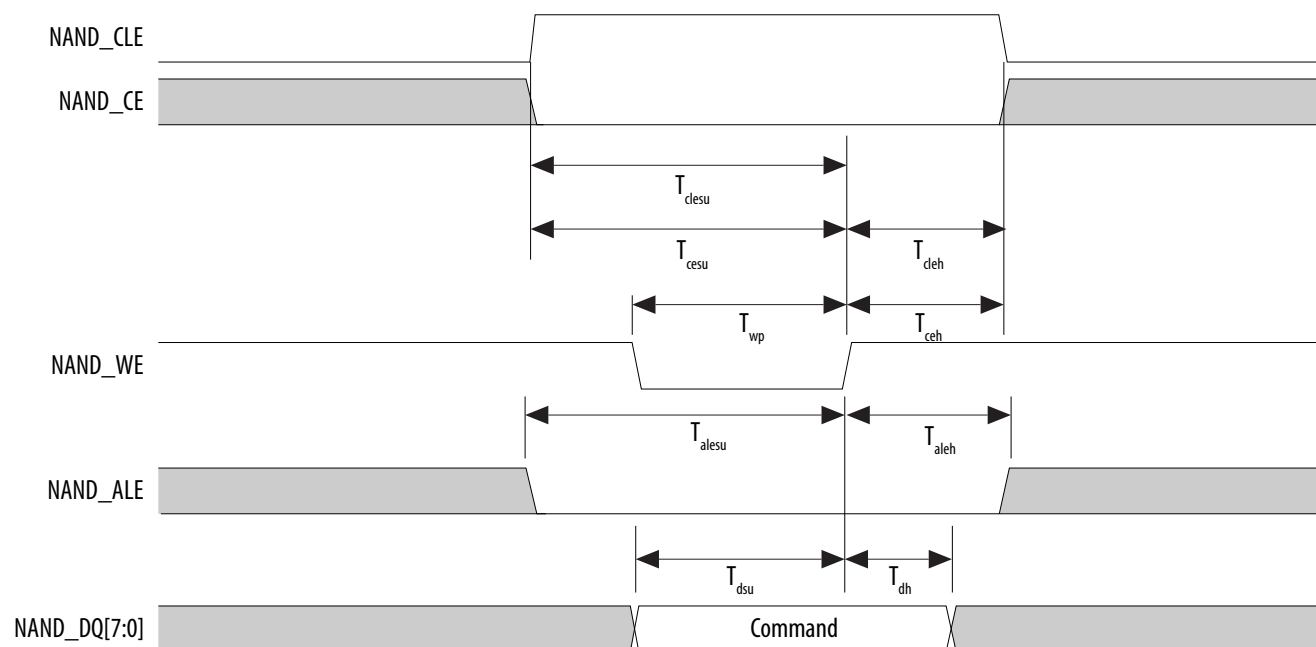 NAND_CLE
NAND_CE
Tclesu
Tcesu
Tcleh
Twp
Tceh
NAND_WE
Talesu
Taleh
NAND_ALE
Tdsu
Tdh
NAND_DQ[7:0]
Command